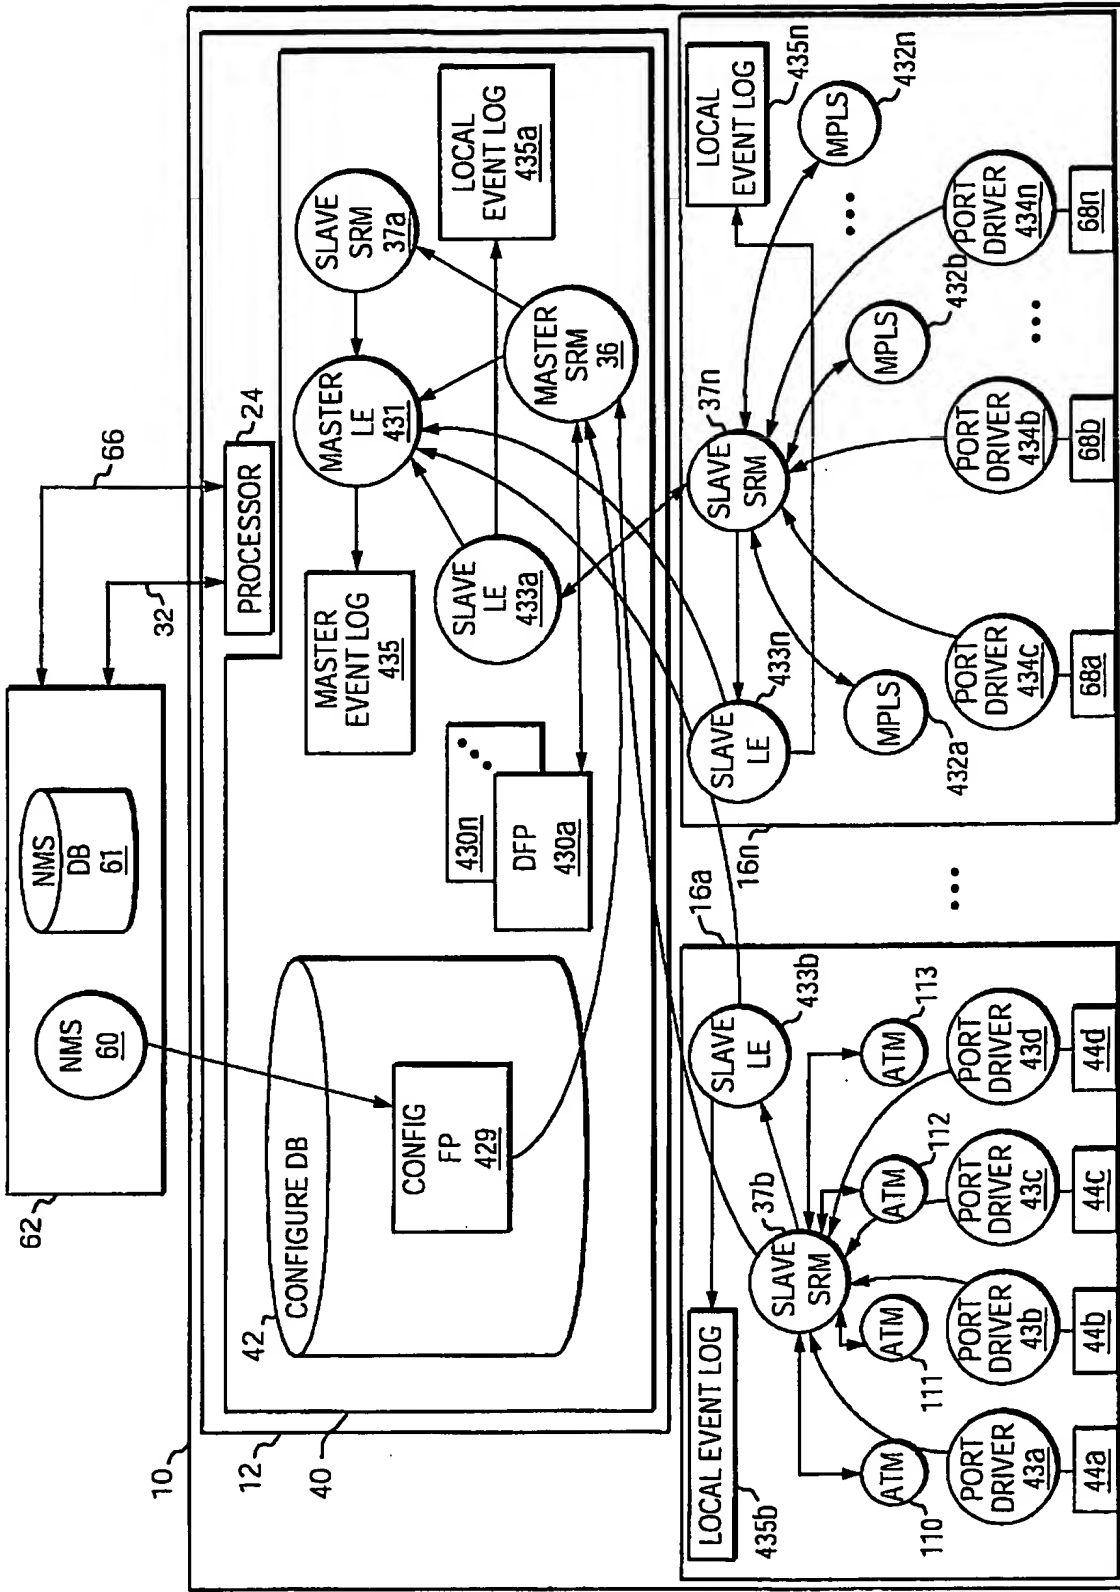 62
NMS
60
NMS
DB
61
66
32
10
12
40
PROCESSOR
24
42
CONFIGURE DB
CONFIG
FP
429
430n
DFP
430a
MASTER
EVENT LOG
435
MASTER
LE
431
SLAVE
SRM
37a
SLAVE
LE
433a
MASTER
SRM
36
LOCAL
EVENT LOG
435a
16a
LOCAL EVENT LOG
435b
SLAVE
LE
433b
SLAVE
SRM
37b
ATM
110
ATM
111
ATM
112
ATM
113
PORT
DRIVER
43a
PORT
DRIVER
43b
PORT
DRIVER
43c
PORT
DRIVER
43d
44a
44b
44c
44d
16n
SLAVE
LE
433n
SLAVE
SRM
37n
LOCAL
EVENT LOG
435n
MPLS
432a
MPLS
432b
MPLS
432n
PORT
DRIVER
434c
PORT
DRIVER
434b
PORT
DRIVER
434n
68a
68b
68n